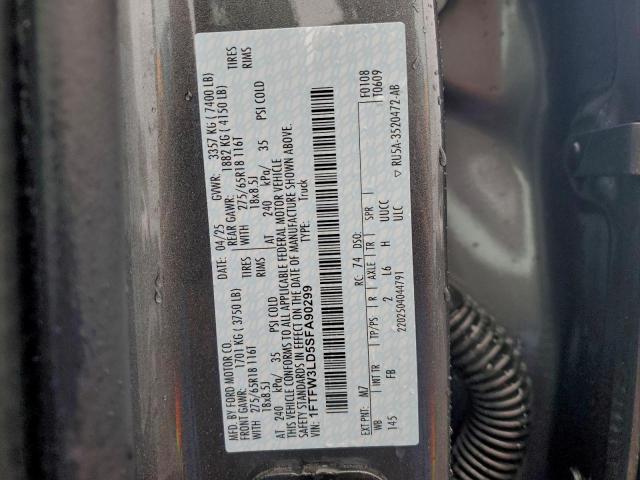 MFD. BY FORD MOTOR CO.
DATE: 04/25 GVWR: 3357 KG ( 7400 LB)
FRONT GAWR: 1701 KG ( 3750 LB) REAR GAWR: 1882 KG ( 4150 LB)
WITH 275/65R18 116T TIRES WITH 275/65R18 116T TIRES
18x8.5J RIMS 18x8.5J RIMS
AT 240 kPa/ 35 PSI COLD AT 240 kPa/ 35 PSI COLD
THIS VEHICLE CONFORMS TO ALL APPLICABLE FEDERAL MOTOR VEHICLE
SAFETY STANDARDS IN EFFECT ON THE DATE OF MANUFACTURE SHOWN ABOVE.
VIN: 1FTFW3LD5SFA90299 TYPE: Truck
F0108
T0609
EXT PNT: M7 RC: 74 DSO:
WB INT TR TP/PS R AXLE TR SPR
145 FB 2 L6 H UUCC
2202504044791 ULC
▽ RU5A-3520472-AB